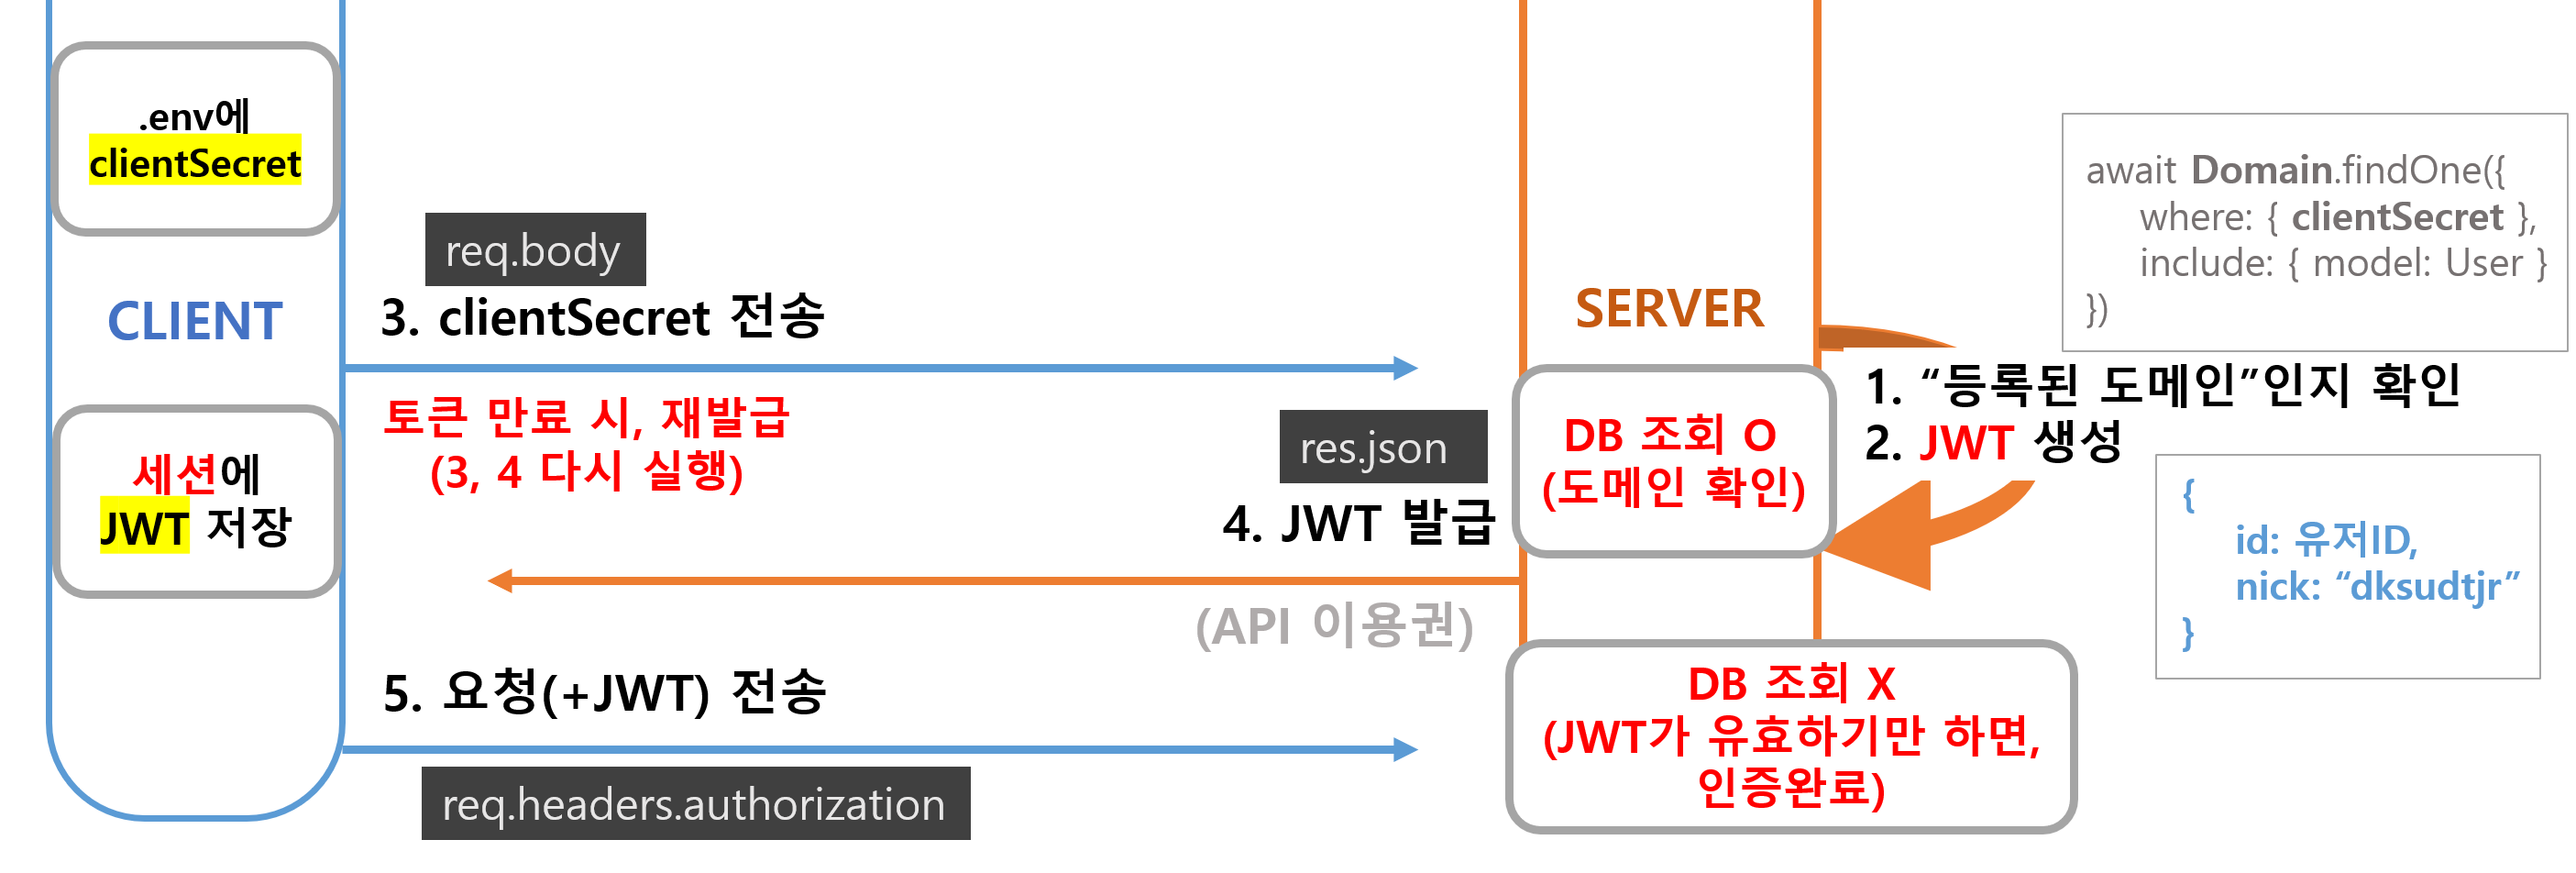 .env에
clientSecret
CLIENT
세션에
JWT 저장
req.body
3. clientSecret 전송
토큰 만료 시, 재발급
(3, 4 다시 실행)
res.json
4. JWT 발급
(API 이용권)
5. 요청(+JWT) 전송
req.headers.authorization
SERVER
DB 조회 O
(도메인 확인)
DB 조회 X
(JWT가 유효하기만 하면,
인증완료)
await Domain.findOne({
where: { clientSecret },
include: { model: User }
})
1. “등록된 도메인”인지 확인
2. JWT 생성
{
id: 유저ID,
nick: “dksudtjr”
}